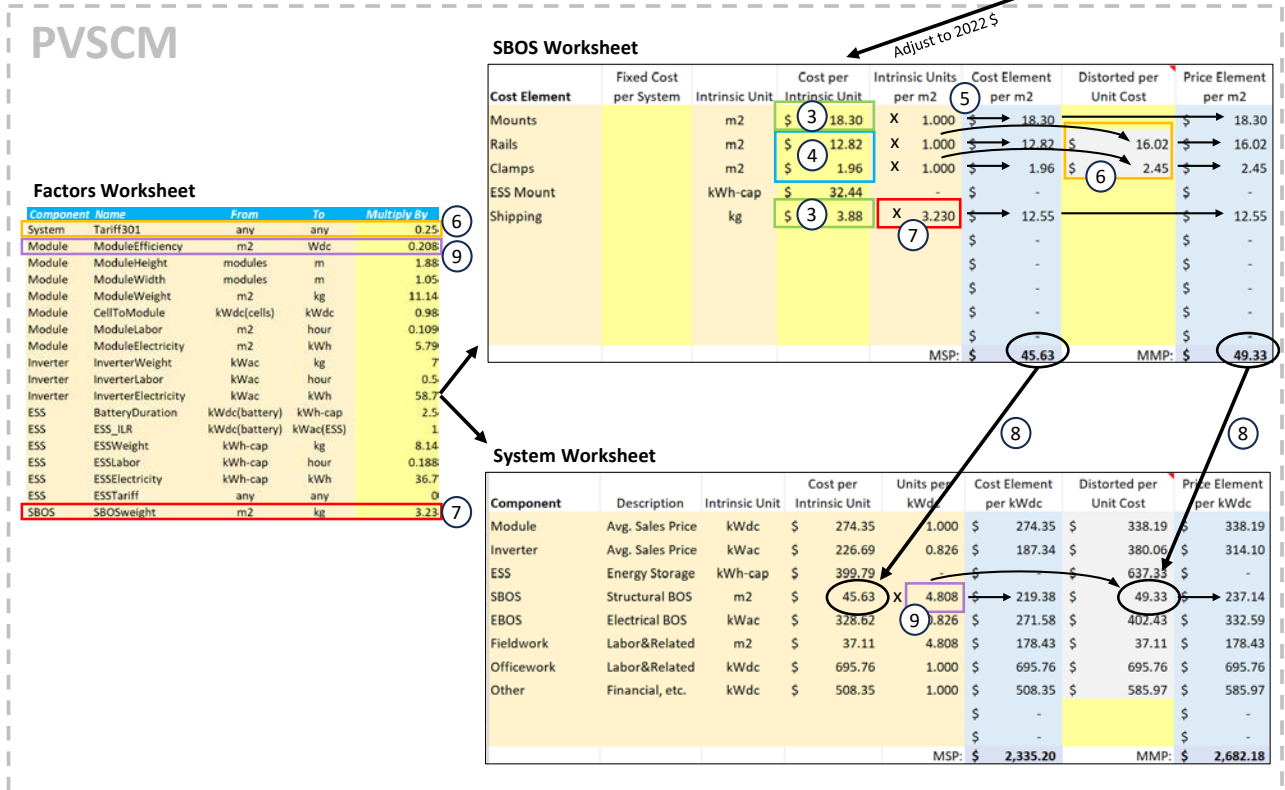 PVSCM
Adjust to 2022 $
SBOS Worksheet
Fixed Cost Cost per Intrinsic Units Cost Element Distorted per Price Element
Cost Element per System Intrinsic Unit Intrinsic Unit per m2 5 per m2 Unit Cost per m2
Mounts m2 $ 3 18.30 X 1.000 $ 18.30 $ 18.30
Rails m2 $ 12.82 X 1.000 $ 12.82 $ 16.02 $ 16.02
4
Clamps m2 $ 1.96 X 1.000 $ 1.96 $ 6 2.45 $ 2.45
ESS Mount kWh-cap $ 32.44 - $ - $ -
Shipping kg $ 3 3.88 X 3.230 $ 12.55 $ 12.55
7
$ - $ -
$ - $ -
$ - $ -
$ - $ -
$ - $ -
MSP: $ 45.63 MMP: $ 49.33
Factors Worksheet
Component Name From To Multiply By
System Tariff301 any any 0.25 6
Module ModuleEfficiency m2 Wdc 0.208 9
Module ModuleHeight modules m 1.88
Module ModuleWidth modules m 1.05
Module ModuleWeight m2 kg 11.14
Module CellToModule kWdc(cells) kWdc 0.98
Module ModuleLabor m2 hour 0.109
Module ModuleElectricity m2 kWh 5.79
Inverter InverterWeight kWac kg 7
Inverter InverterLabor kWac hour 0.5
Inverter InverterElectricity kWac kWh 58.7
ESS BatteryDuration kWdc(battery) kWh-cap 2.5
ESS ESS_ILR kWdc(battery) kWac(ESS) 1
ESS ESSWeight kWh-cap kg 8.14
ESS ESSLabor kWh-cap hour 0.188
ESS ESSElectricity kWh-cap kWh 36.7
ESS ESSTariff any any 0
SBOS SBOSweight m2 kg 3.23 7
8 8
System Worksheet
Cost per Units per Cost Element Distorted per Price Element
Component Description Intrinsic Unit Intrinsic Unit kWdc per kWdc Unit Cost per kWdc
Module Avg. Sales Price kWdc $ 274.35 1.000 $ 274.35 $ 338.19 $ 338.19
Inverter Avg. Sales Price kWac $ 226.69 0.826 $ 187.34 $ 380.06 $ 314.10
ESS Energy Storage kWh-cap $ 399.79 - $ - $ 637.33 $ -
SBOS Structural BOS m2 $ 45.63 X 4.808 $ 219.38 $ 49.33 $ 237.14
EBOS Electrical BOS kWac $ 328.62 9 0.826 $ 271.58 $ 402.43 $ 332.59
Fieldwork Labor&Related m2 $ 37.11 4.808 $ 178.43 $ 37.11 $ 178.43
Officework Labor&Related kWdc $ 695.76 1.000 $ 695.76 $ 695.76 $ 695.76
Other Financial, etc. kWdc $ 508.35 1.000 $ 508.35 $ 585.97 $ 585.97
$ - $ -
$ - $ -
MSP: $ 2,335.20 MMP: $ 2,682.18